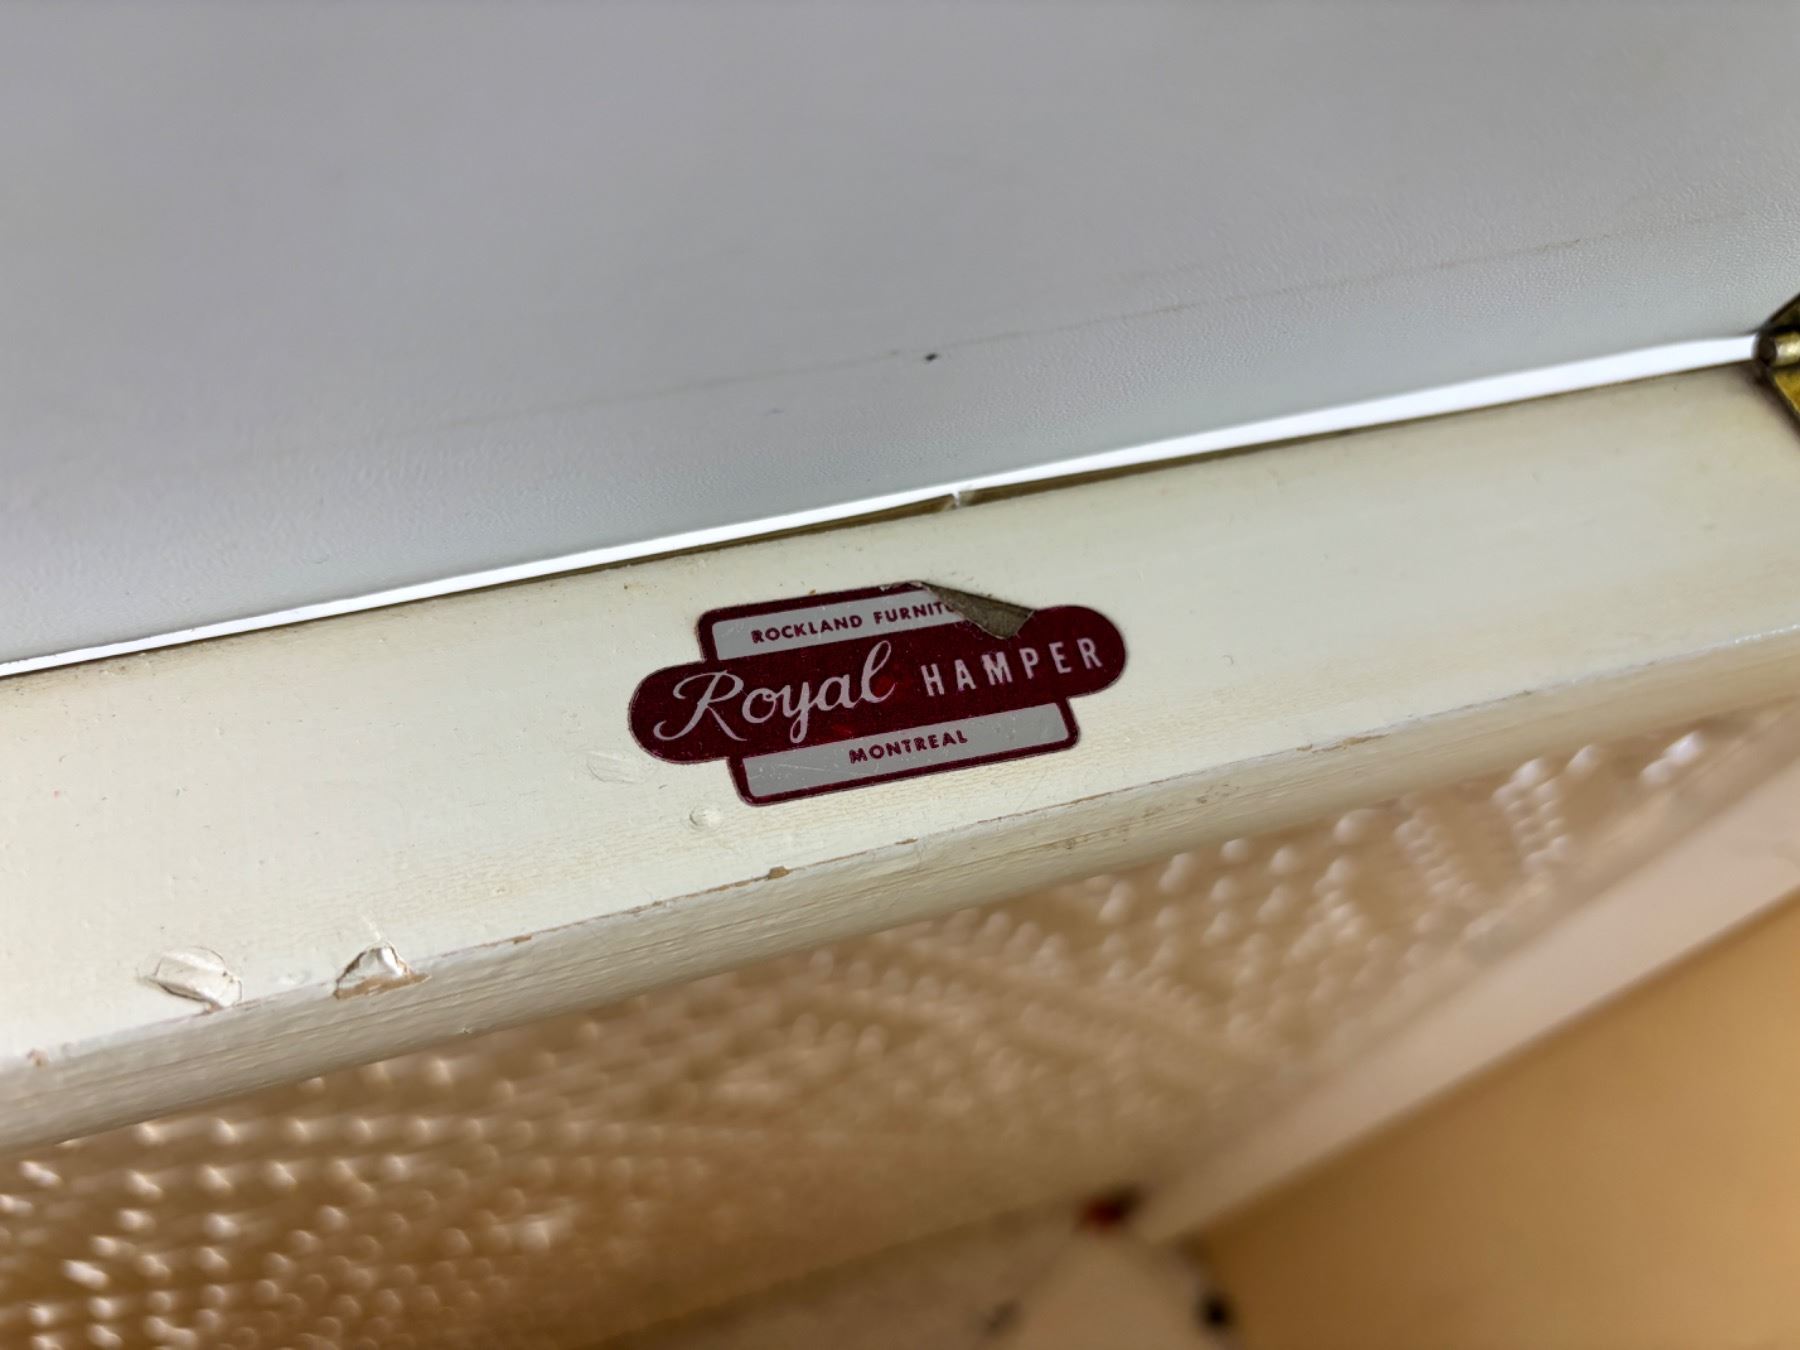 ROCKLAND FURNIT
Royal HAMPER
MONTREAL